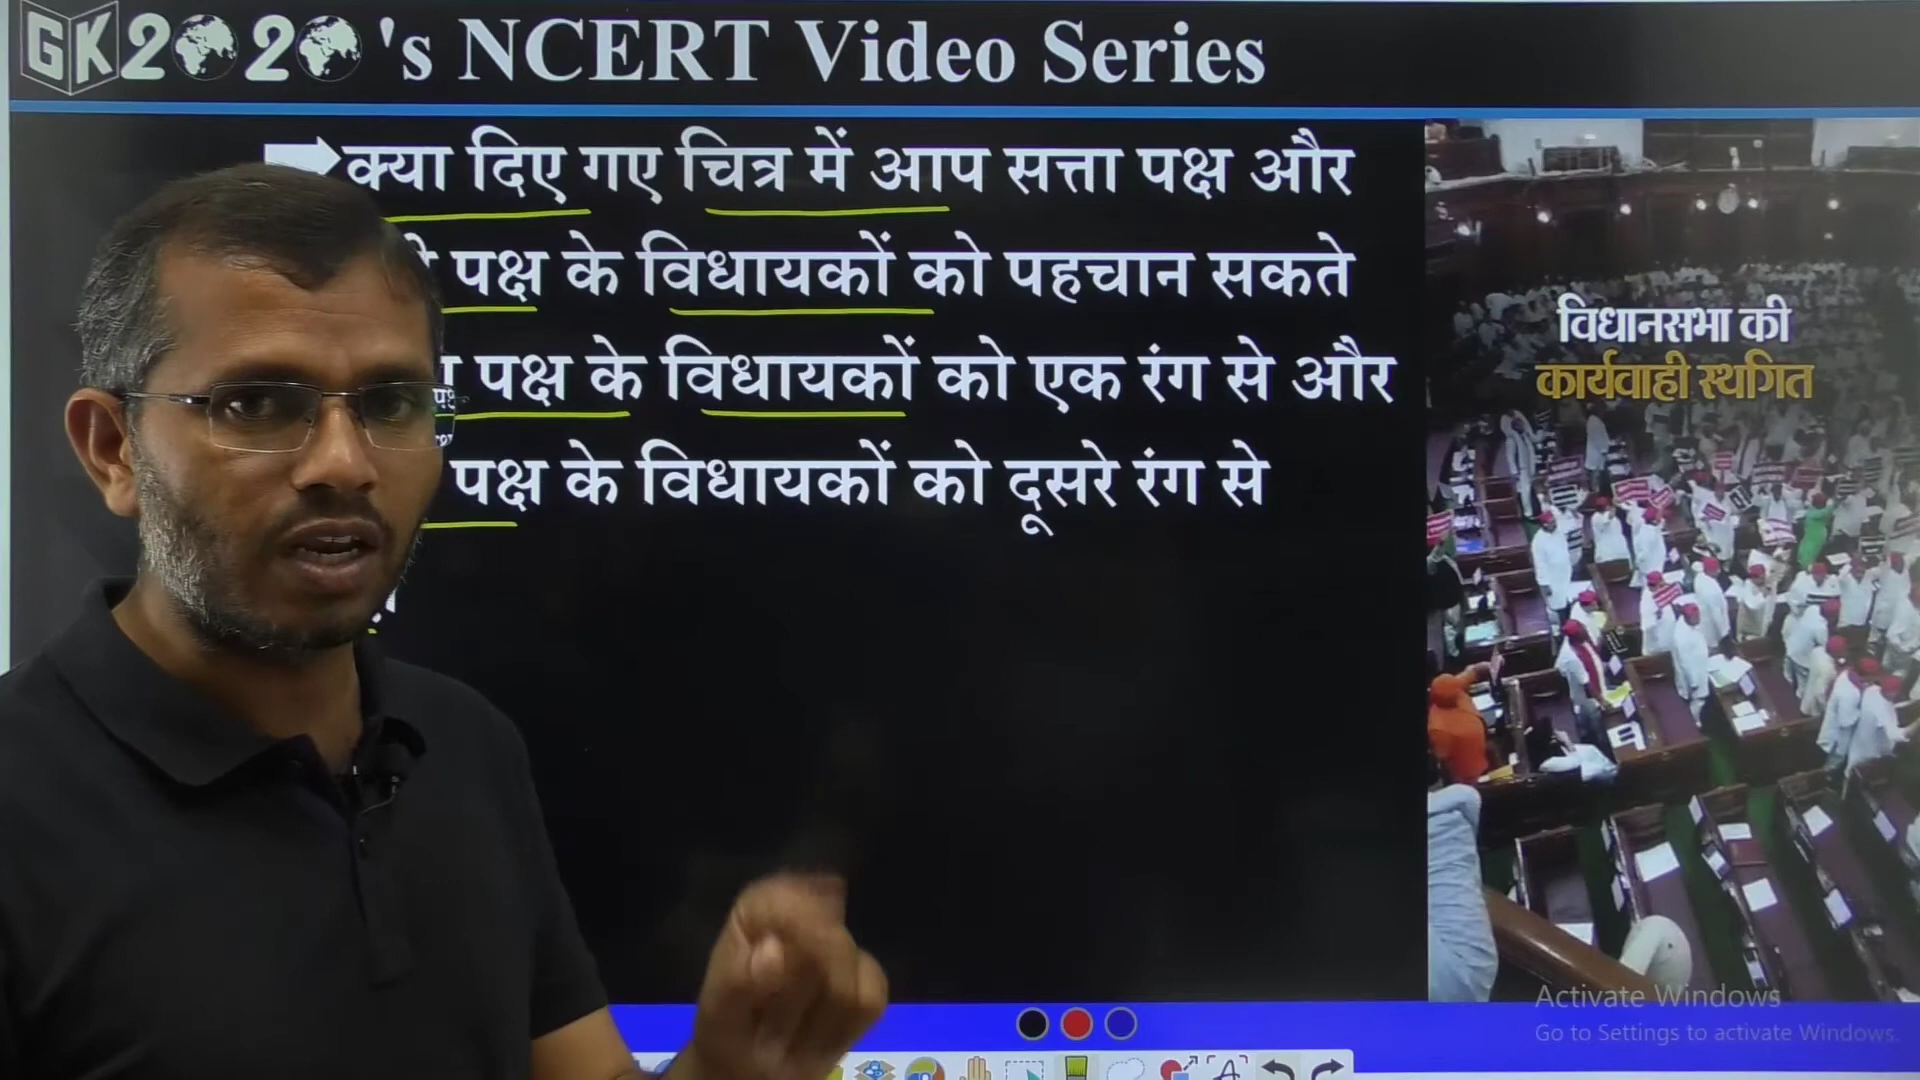 GK2020's NCERT Video Series
क्या दिए गए चित्र में आप सत्ता पक्ष और
पक्ष के विधायकों को पहचान सकते
पक्ष के विधायकों को एक रंग से और
पक्ष के विधायकों को दूसरे रंग से
विधानसभा की
कार्यवाही स्थगित
Activate Windows
Go to Settings to activate Windows.